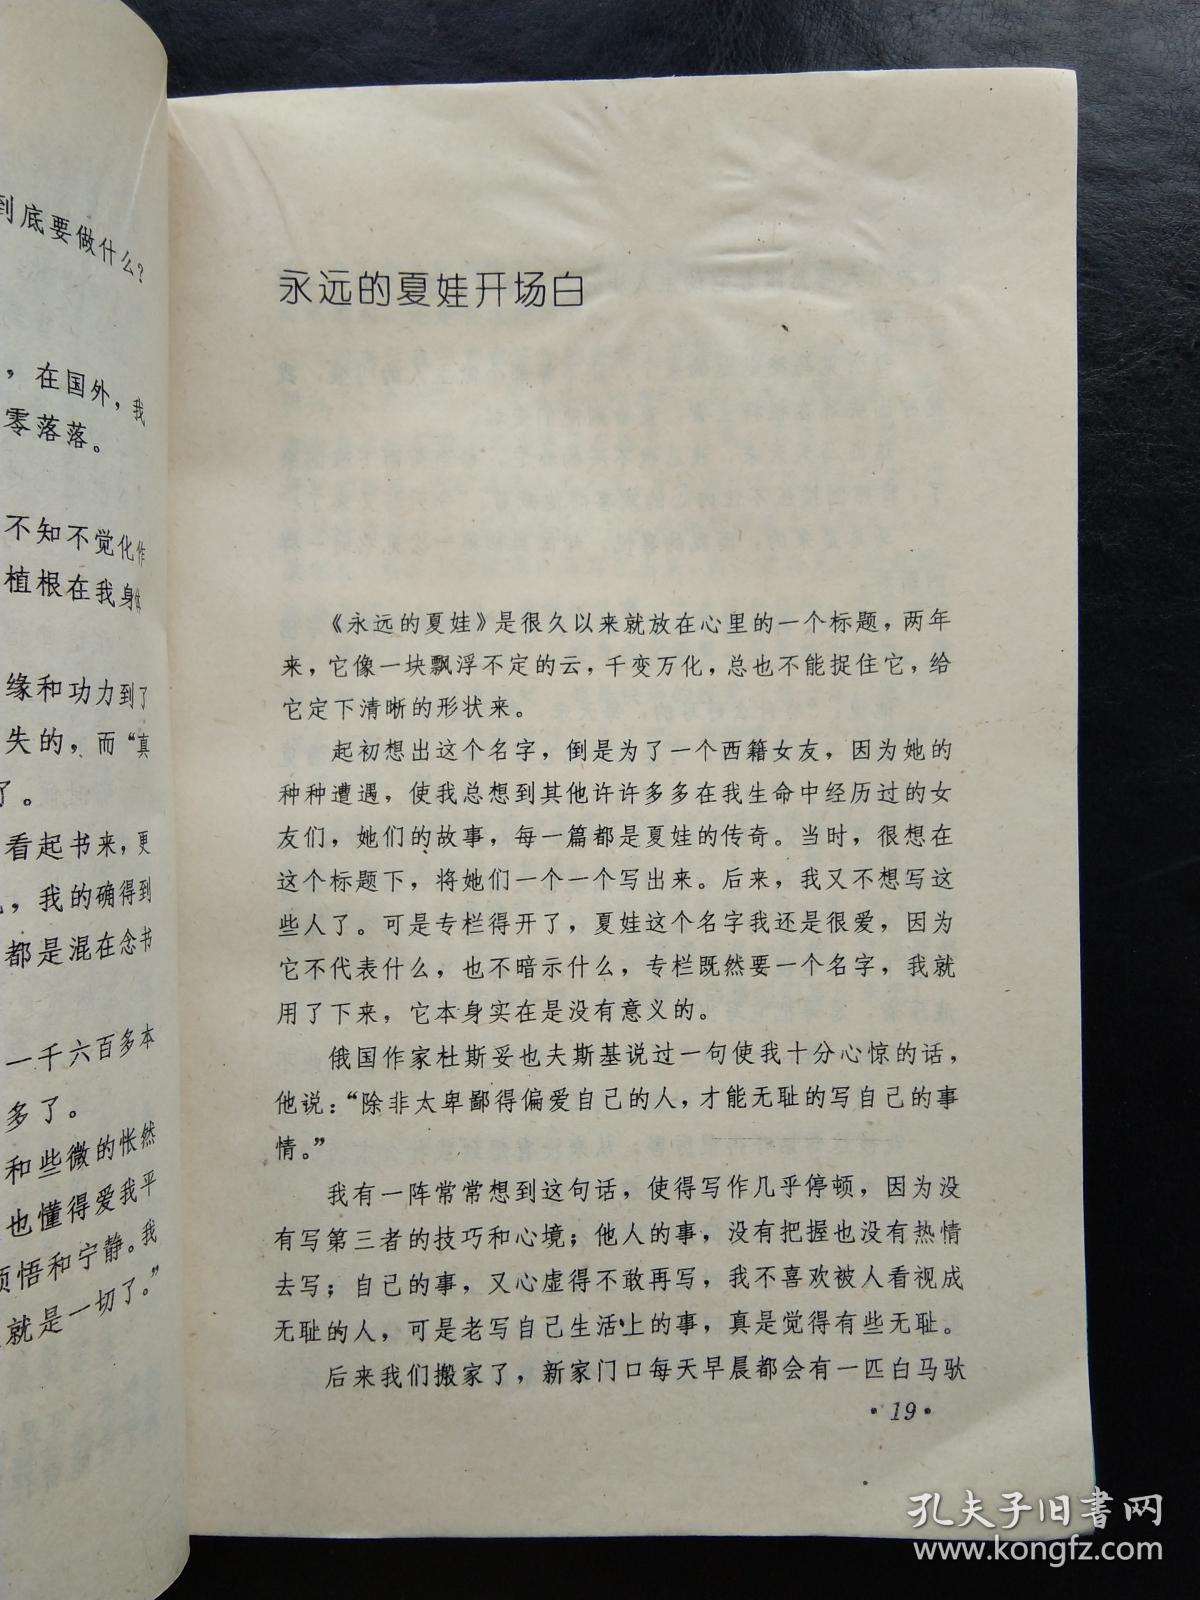 到底要做什么？
，在国外，我
零落落。
不知不觉化作
植根在我身体
缘和功力到了
失的，而“真
了。
看起书来，更
，我的确得到
都是混在念书
一千六百多本
多了。
和些微的怅然
也懂得爱我平
顿悟和宁静。我
就是一切了。”
永远的夏娃开场白
《永远的夏娃》是很久以来就放在心里的一个标题，两年
来，它像一块飘浮不定的云，千变万化，总也不能捉住它，给
它定下清晰的形状来。
起初想出这个名字，倒是为了一个西籍女友，因为她的
种种遭遇，使我总想到其他许许多多在我生命中经历过的女
友们，她们的故事，每一篇都是夏娃的传奇。当时，很想在
这个标题下，将她们一个一个写出来。后来，我又不想写这
些人了。可是专栏得开了，夏娃这个名字我还是很爱，因为
它不代表什么，也不暗示什么，专栏既然要一个名字，我就
用了下来，它本身实在是没有意义的。
俄国作家杜斯妥也夫斯基说过一句使我十分心惊的话，
他说：“除非太卑鄙得偏爱自己的人，才能无耻的写自己的事
情。”
我有一阵常常想到这句话，使得写作几乎停顿，因为没
有写第三者的技巧和心境；他人的事，没有把握也没有热情
去写；自己的事，又心虚得不敢再写，我不喜欢被人看视成
无耻的人，可是老写自己生活上的事，真是觉得有些无耻。
后来我们搬家了，新家门口每天早晨都会有一匹白马驮
·19·
孔夫子旧书网
www.kongfz.com